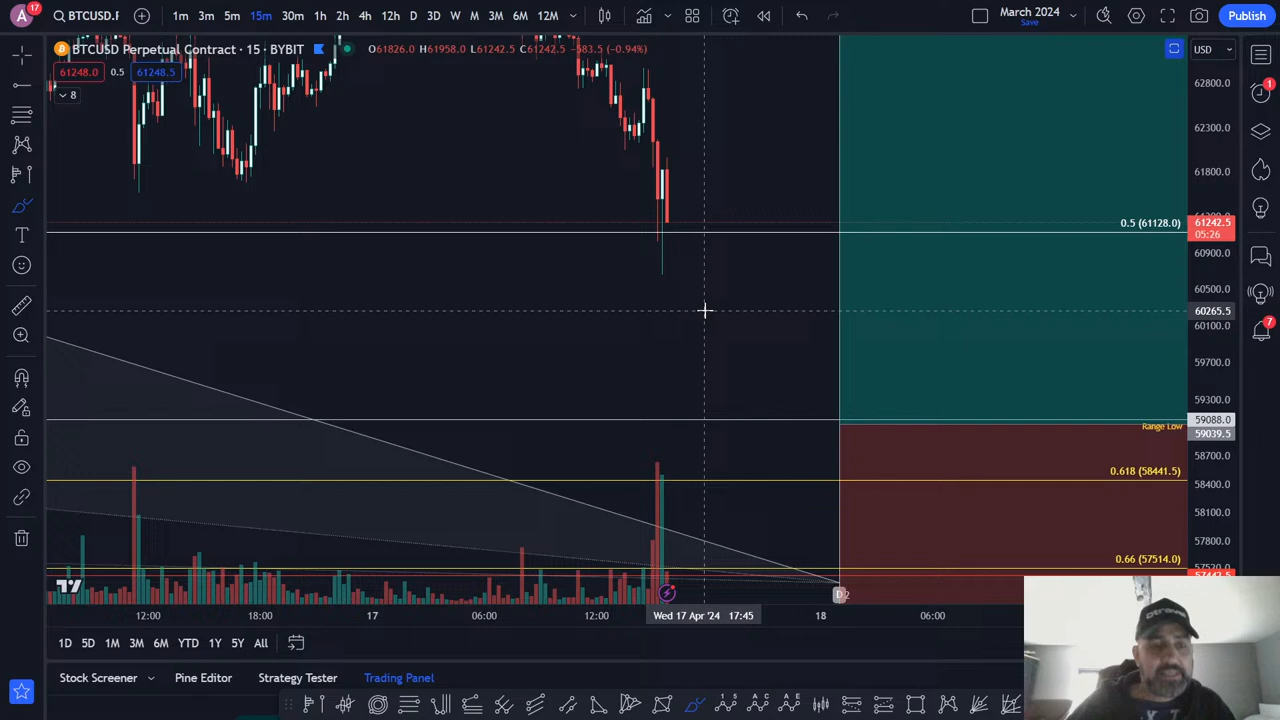 A 17 BTCUSD.F 1m 3m 5m 15m 30m 1h 2h 4h 12h D 3D W M 3M 6M 12M March 2024 Save Publish
BTCUSD Perpetual Contract · 15 · BYBIT O61826.0 H61958.0 L61242.5 C61242.5 −583.5 (−0.94%) USD
61248.0 0.5 61248.5
8
62800.0
62300.0
61800.0
0.5 (61128.0) 61242.5
05:26
60900.0
60500.0
60265.5
60100.0
59700.0
59300.0
59088.0
Range Low 59039.5
58700.0
0.618 (58441.5) 58400.0
58100.0
57800.0
0.66 (57514.0)
D 2
12:00 18:00 17 06:00 12:00 Wed 17 Apr '24 17:45 18 06:00
1D 5D 1M 3M 6M YTD 1Y 5Y All
Stock Screener Pine Editor Strategy Tester Trading Panel
1
7